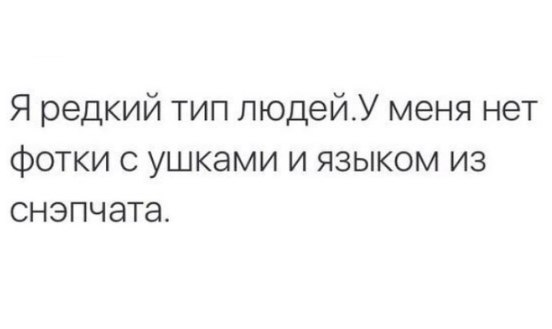 Я редкий тип людей.У меня нет
фотки с ушками и языком из
снэпчата.